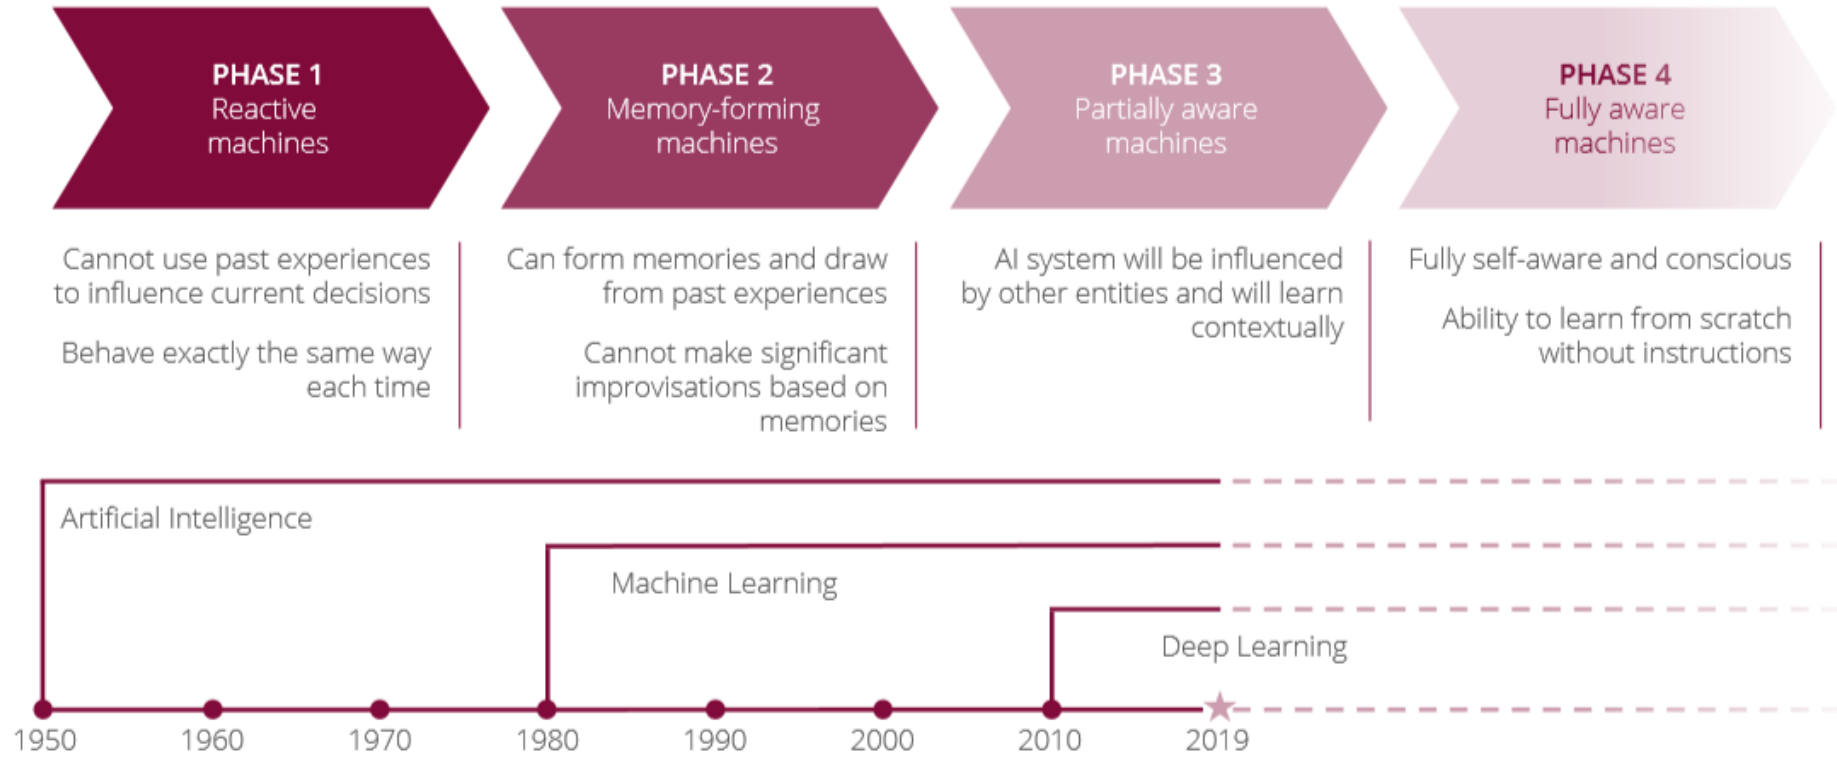 PHASE 1
Reactive
machines
PHASE 2
Memory-forming
machines
PHASE 3
Partially aware
machines
PHASE 4
Fully aware
machines
Cannot use past experiences
to influence current decisions
Behave exactly the same way
each time
Can form memories and draw
from past experiences
Cannot make significant
improvisations based on
memories
AI system will be influenced
by other entities and will learn
contextually
Fully self-aware and conscious
Ability to learn from scratch
without instructions
Artificial Intelligence
Machine Learning
Deep Learning
1950 1960 1970 1980 1990 2000 2010 2019